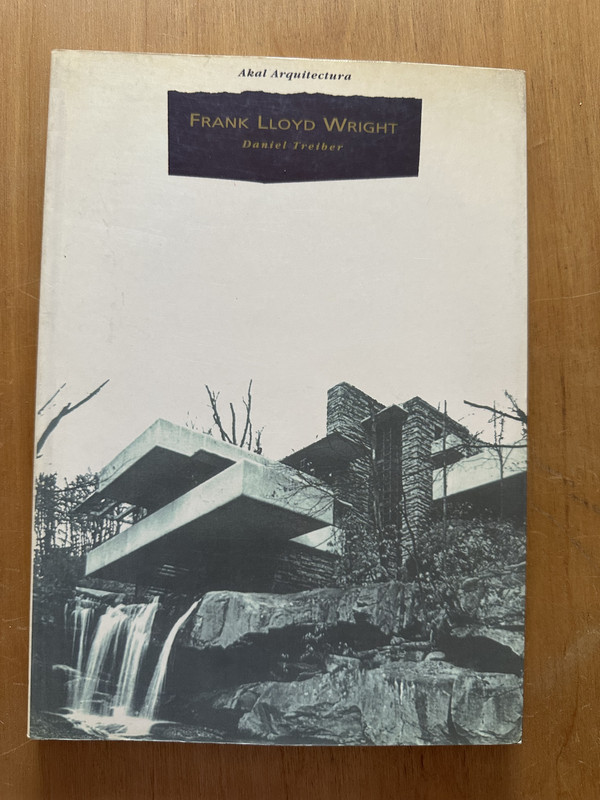 Akal Arquitectura
FRANK LLOYD WRIGHT
Daniel Treiber